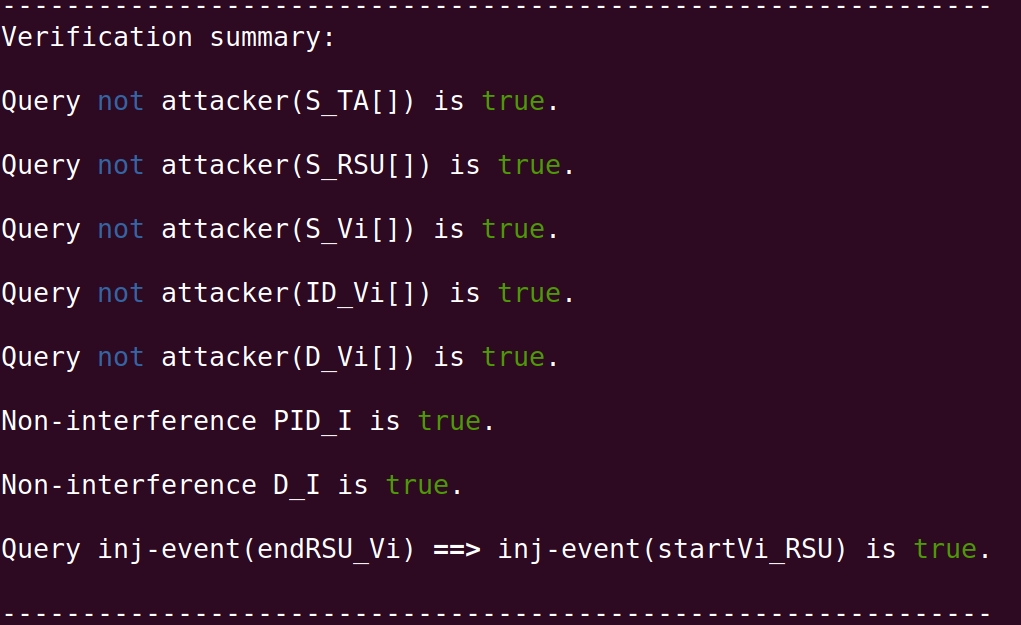 --------------------------------------------------------------
Verification summary:
Query not attacker(S_TA[]) is true.
Query not attacker(S_RSU[]) is true.
Query not attacker(S_Vi[]) is true.
Query not attacker(ID_Vi[]) is true.
Query not attacker(D_Vi[]) is true.
Non-interference PID_I is true.
Non-interference D_I is true.
Query inj-event(endRSU_Vi) ==> inj-event(startVi_RSU) is true.
--------------------------------------------------------------